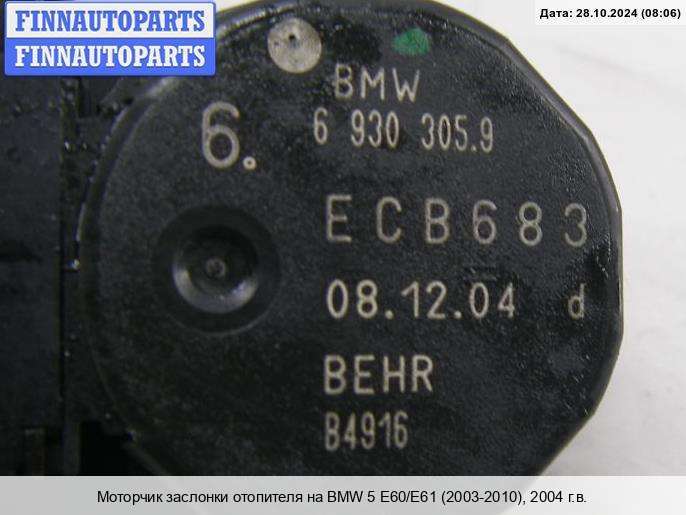 FINNAUTOPARTS
FINNAUTOPARTS
Дата: 28.10.2024 (08:06)
BMW
6 930 305.9
6.
ECB683
08.12.04 d
BEHR
B4916
Моторчик заслонки отопителя на BMW 5 E60/E61 (2003-2010), 2004 г.в.